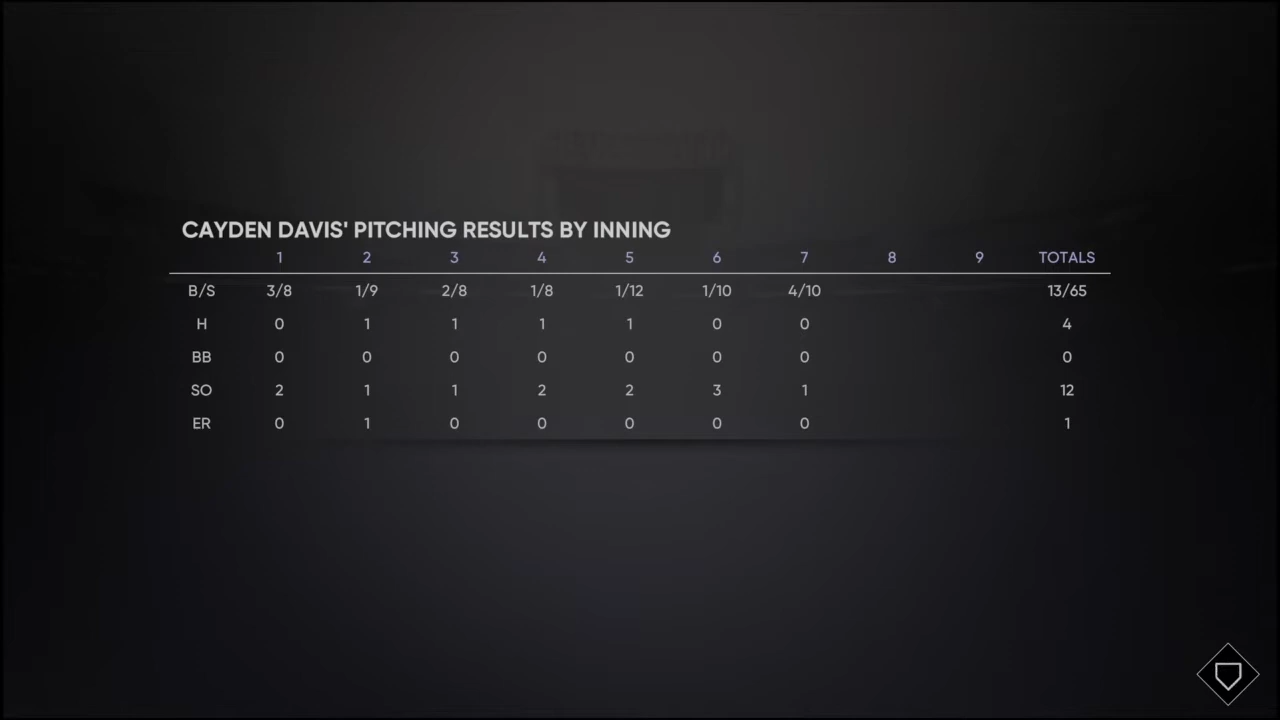 CAYDEN DAVIS' PITCHING RESULTS BY INNING
1 2 3 4 5 6 7 8 9 TOTALS
B/S 3/8 1/9 2/8 1/8 1/12 1/10 4/10 13/65
H 0 1 1 1 1 0 0 4
BB 0 0 0 0 0 0 0 0
SO 2 1 1 2 2 3 1 12
ER 0 1 0 0 0 0 0 1